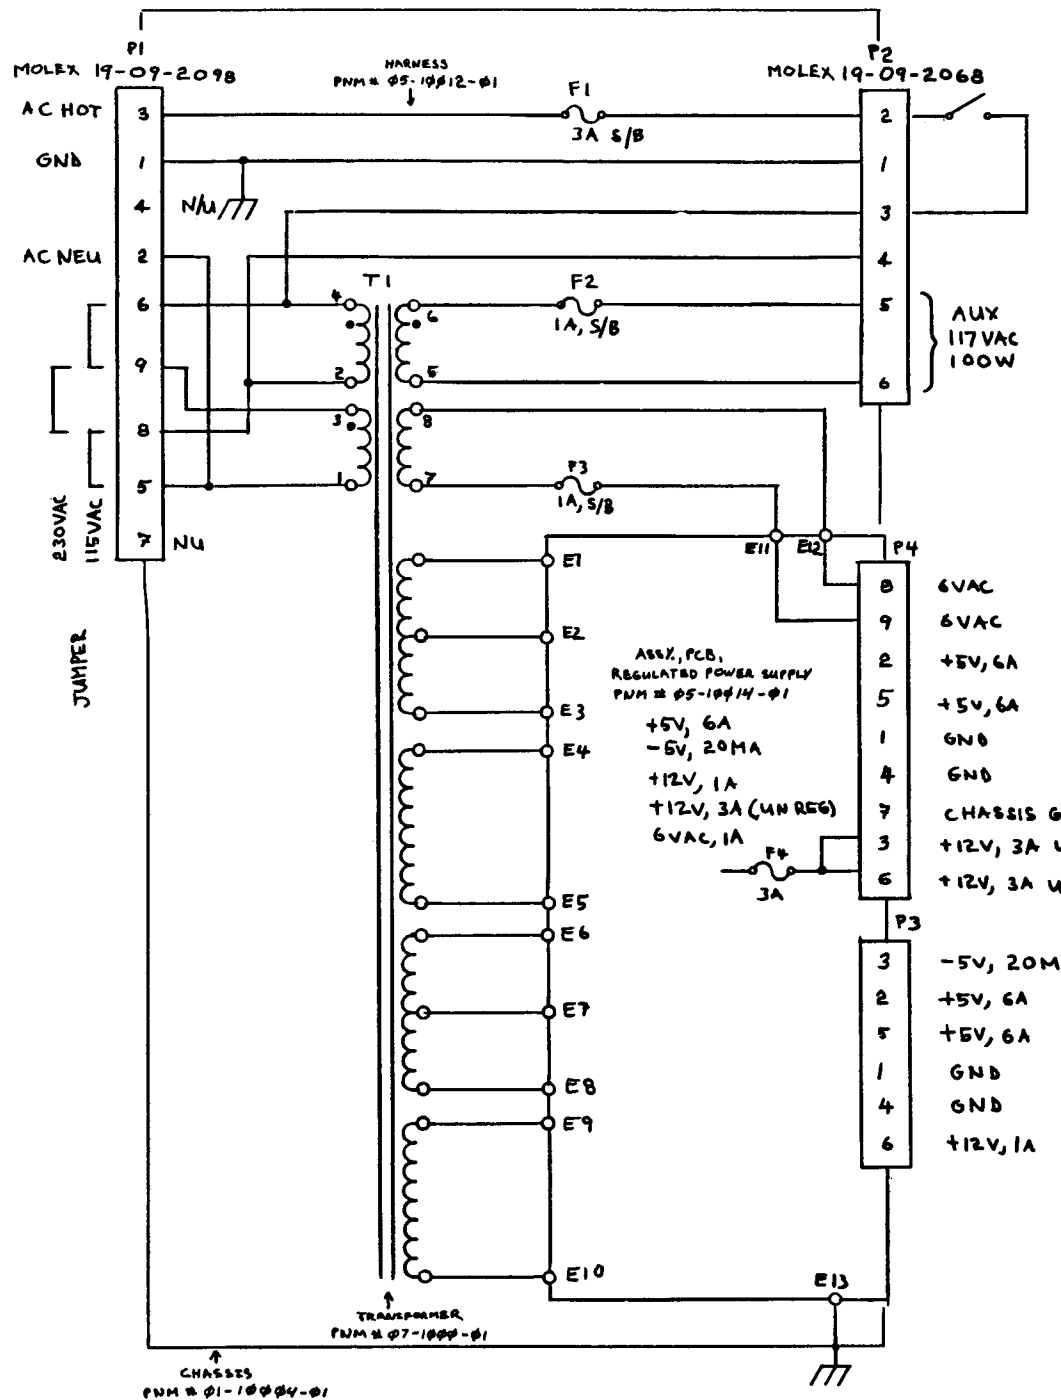 P1
MOLEX 19-09-2098
HARNESS
PNM# Ø5-1ØØ12-Ø1
P2
MOLEX 19-09-2068
AC HOT
3
F1
3A S/B
2
GND
1
1
4
N/U
3
AC NEU
2
4
T1
6
4
6
F2
1A, S/B
5
AUX
117VAC
100W
9
2
5
6
3
8
8
5
1
7
F3
1A, S/B
7
NU
230VAC
115VAC
JUMPER
E11
E12
P4
E1
8
6VAC
9
6VAC
E2
2
+5V, 6A
ASSY., PCB,
REGULATED POWER SUPPLY
PNM # Ø5-1ØØ14-Ø1
+5V, 6A
-5V, 20MA
+12V, 1A
+12V, 3A (UNREG)
6VAC, 1A
5
+5V, 6A
E3
1
GND
E4
4
GND
7
CHASSIS G
3
+12V, 3A U
F4
3A
6
+12V, 3A U
E5
P3
E6
3
-5V, 20M
2
+5V, 6A
E7
5
+5V, 6A
1
GND
E8
4
GND
E9
6
+12V, 1A
E10
E13
TRANSFORMER
PNM # Ø7-1ØØØ-Ø1
CHASSIS
PNM # Ø1-1ØØØ4-Ø1